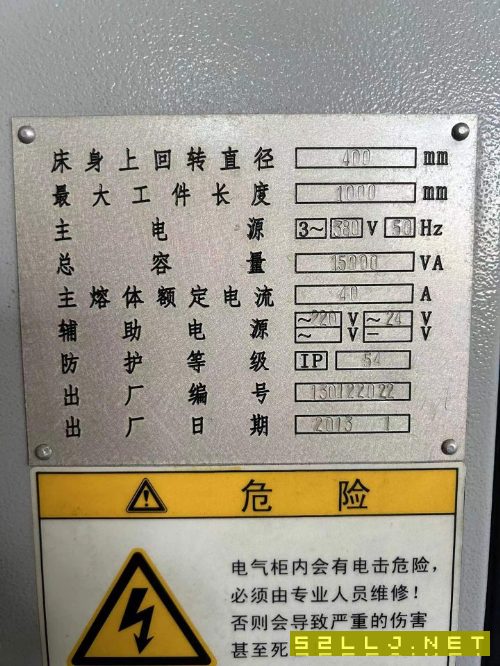 床身上回转直径 400 mm
最大工件长度 1000 mm
主电源 3~ 380 V 50 Hz
总容量 15000 VA
主熔体额定电流 40 A
辅助电源 ~220 V ~24 V
~ V - V
防护等级 IP 54
出厂编号 130122022
出厂日期 2013 1
危险
电气柜内会有电击危险，
必须由专业人员维修！
否则会导致严重的伤害
甚至死
52LLJ.NET